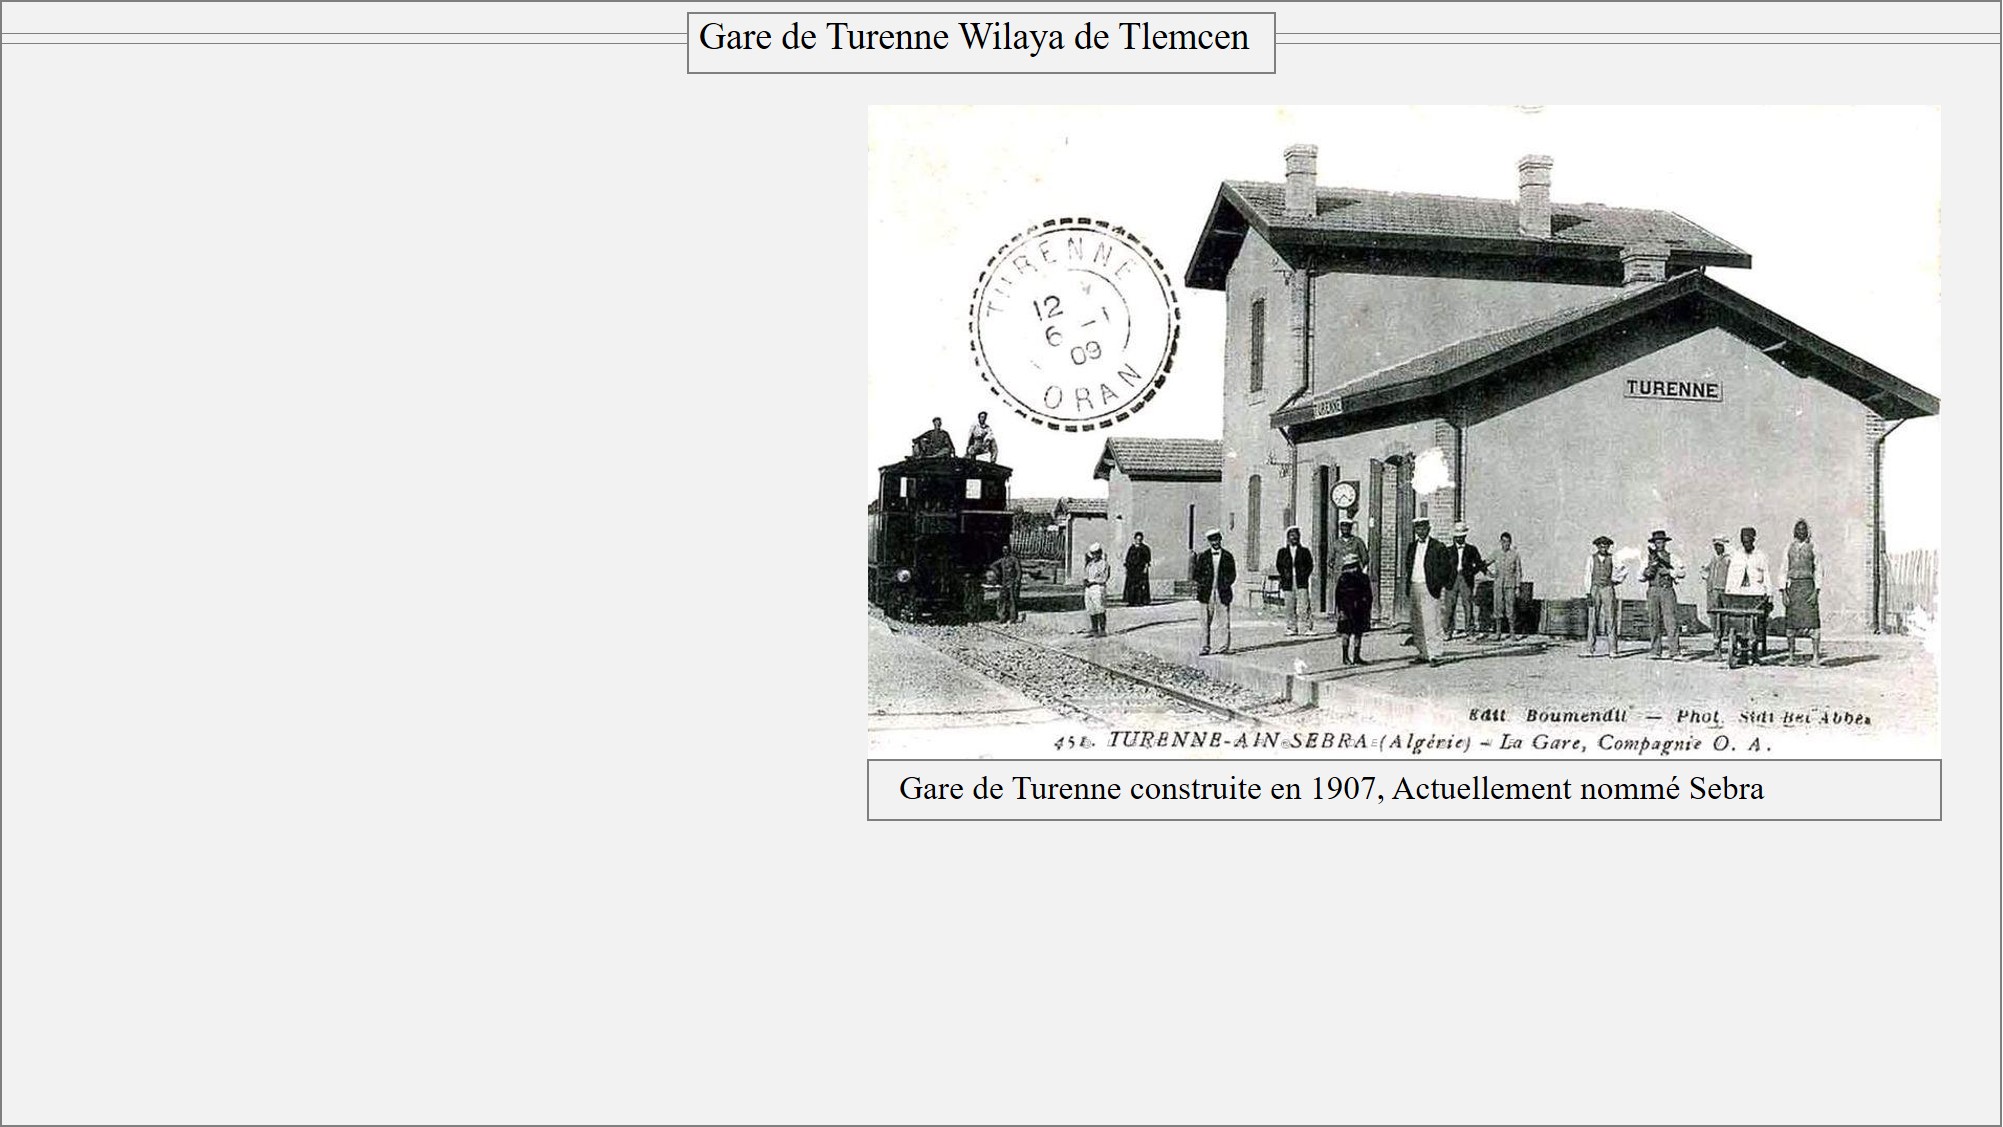 Gare de Turenne Wilaya de Tlemcen
TURENNE
12 -1
6
09
ORAN
TURENNE
TURENNE
Edit. Boumendil — Phot. Sidi Bel Abbès
451. TURENNE-AIN-SEBRA (Algérie) - La Gare, Compagnie O. A.
Gare de Turenne construite en 1907, Actuellement nommé Sebra